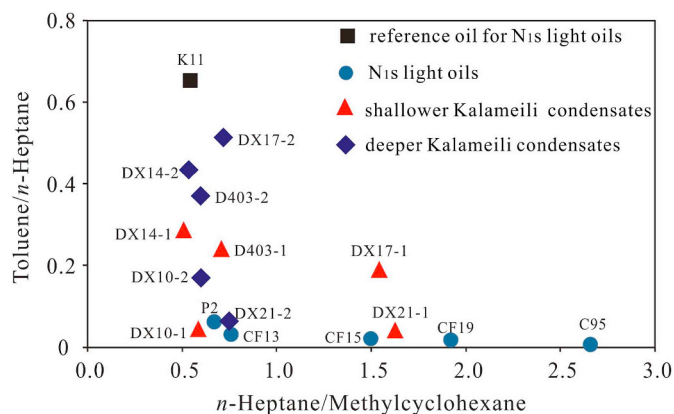 0.8
K11
reference oil for N1s light oils
N1s light oils
shallower Kalameili condensates
deeper Kalameili condensates
0.6
DX17-2
DX14-2
0.4
D403-2
DX14-1
D403-1
DX17-1
0.2
DX10-2
P2
DX21-2
DX21-1
C95
DX10-1
CF13
CF15
CF19
0
0.0
0.5
1.0
1.5
2.0
2.5
3.0
Toluene/n-Heptane
n-Heptane/Methylcyclohexane